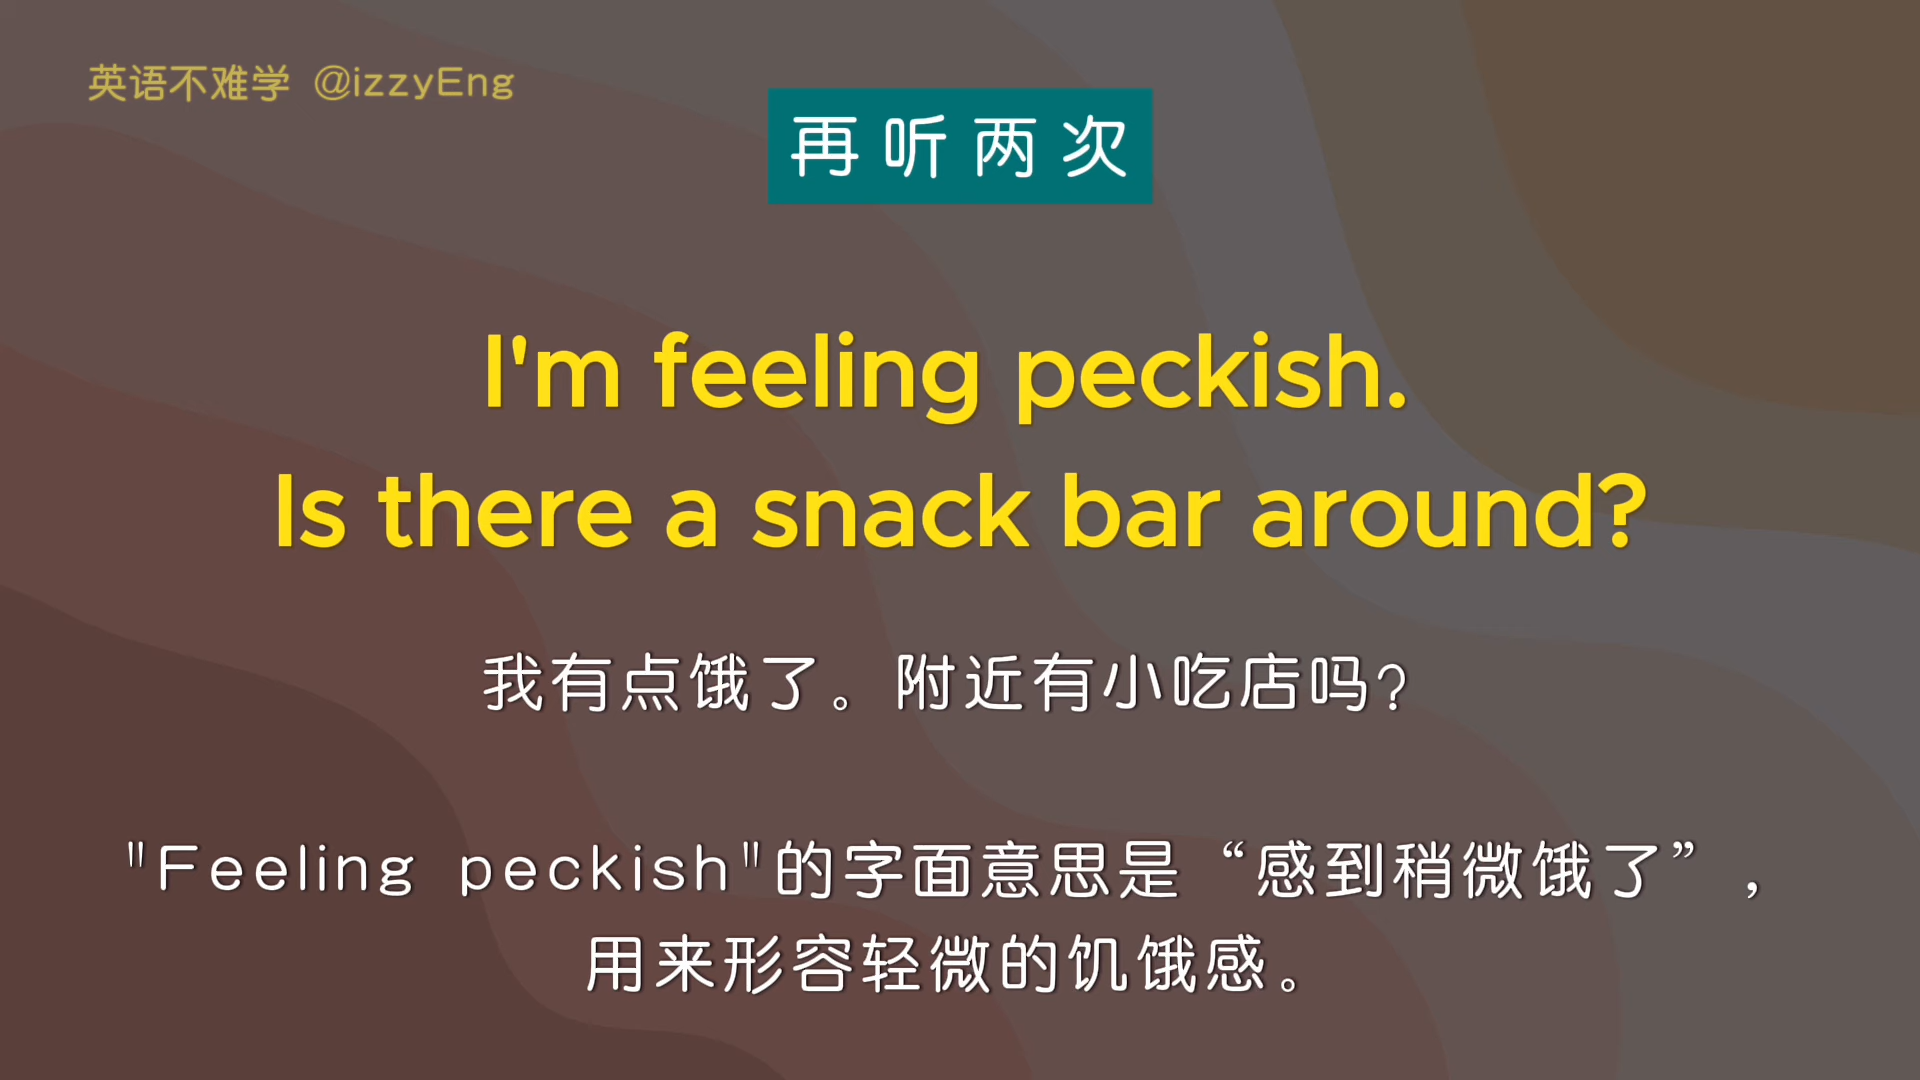 英语不难学 @izzyEng
再听两次
I'm feeling peckish.
Is there a snack bar around?
我有点饿了。附近有小吃店吗?
"Feeling peckish"的字面意思是“感到稍微饿了”，
用来形容轻微的饥饿感。